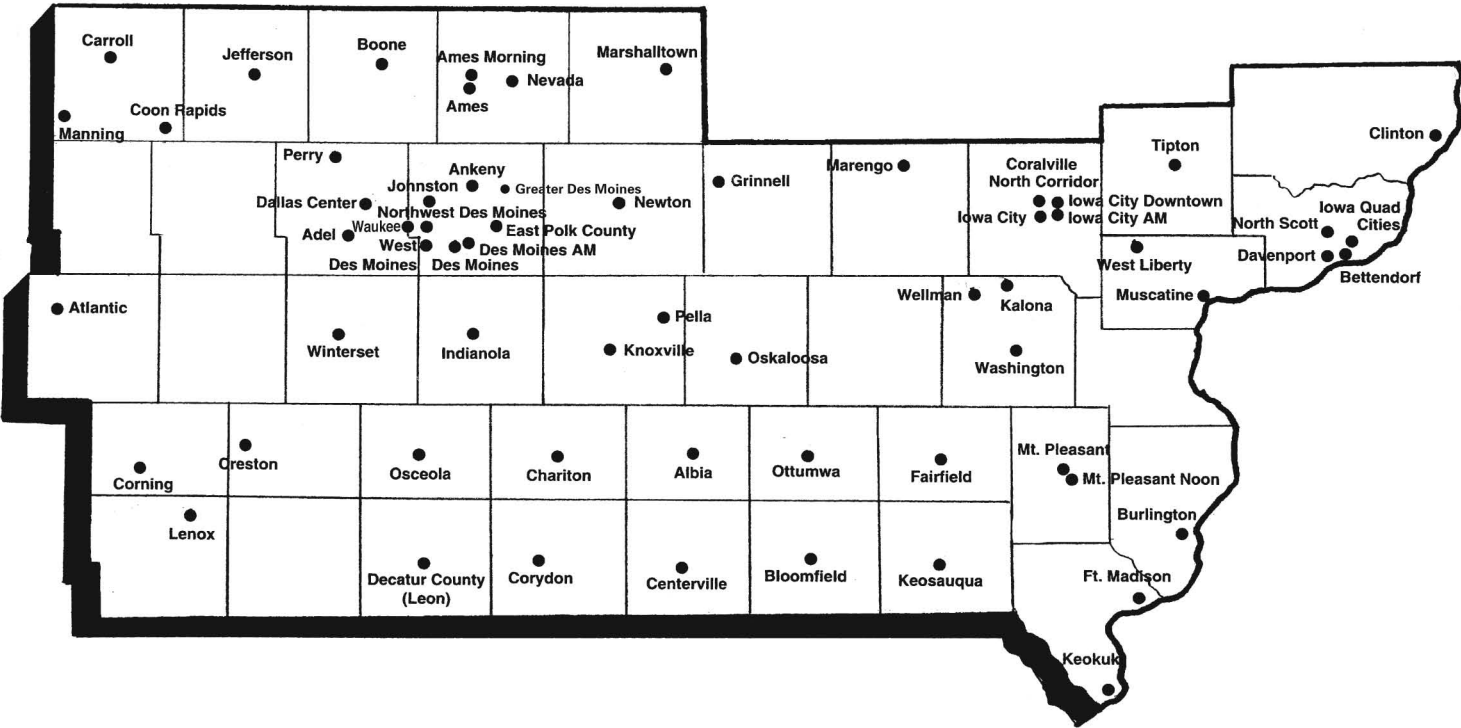 Carroll
Jefferson
Boone
Ames Morning
Marshalltown
Nevada
Ames
Coon Rapids
Manning
Clinton
Tipton
Perry
Ankeny
Johnston
Greater Des Moines
Dallas Center
Northwest Des Moines
Newton
Grinnell
Marengo
Coralville
North Corridor
Iowa City Downtown
Iowa City
Iowa City AM
Waukee
Adel
East Polk County
West
Des Moines
Des Moines AM
Des Moines
North Scott
Iowa Quad
Cities
Davenport
Bettendorf
West Liberty
Muscatine
Atlantic
Winterset
Indianola
Pella
Knoxville
Oskaloosa
Wellman
Kalona
Washington
Corning
Creston
Osceola
Chariton
Albia
Ottumwa
Fairfield
Mt. Pleasant
Mt. Pleasant Noon
Burlington
Lenox
Decatur County
(Leon)
Corydon
Centerville
Bloomfield
Keosauqua
Ft. Madison
Keokuk